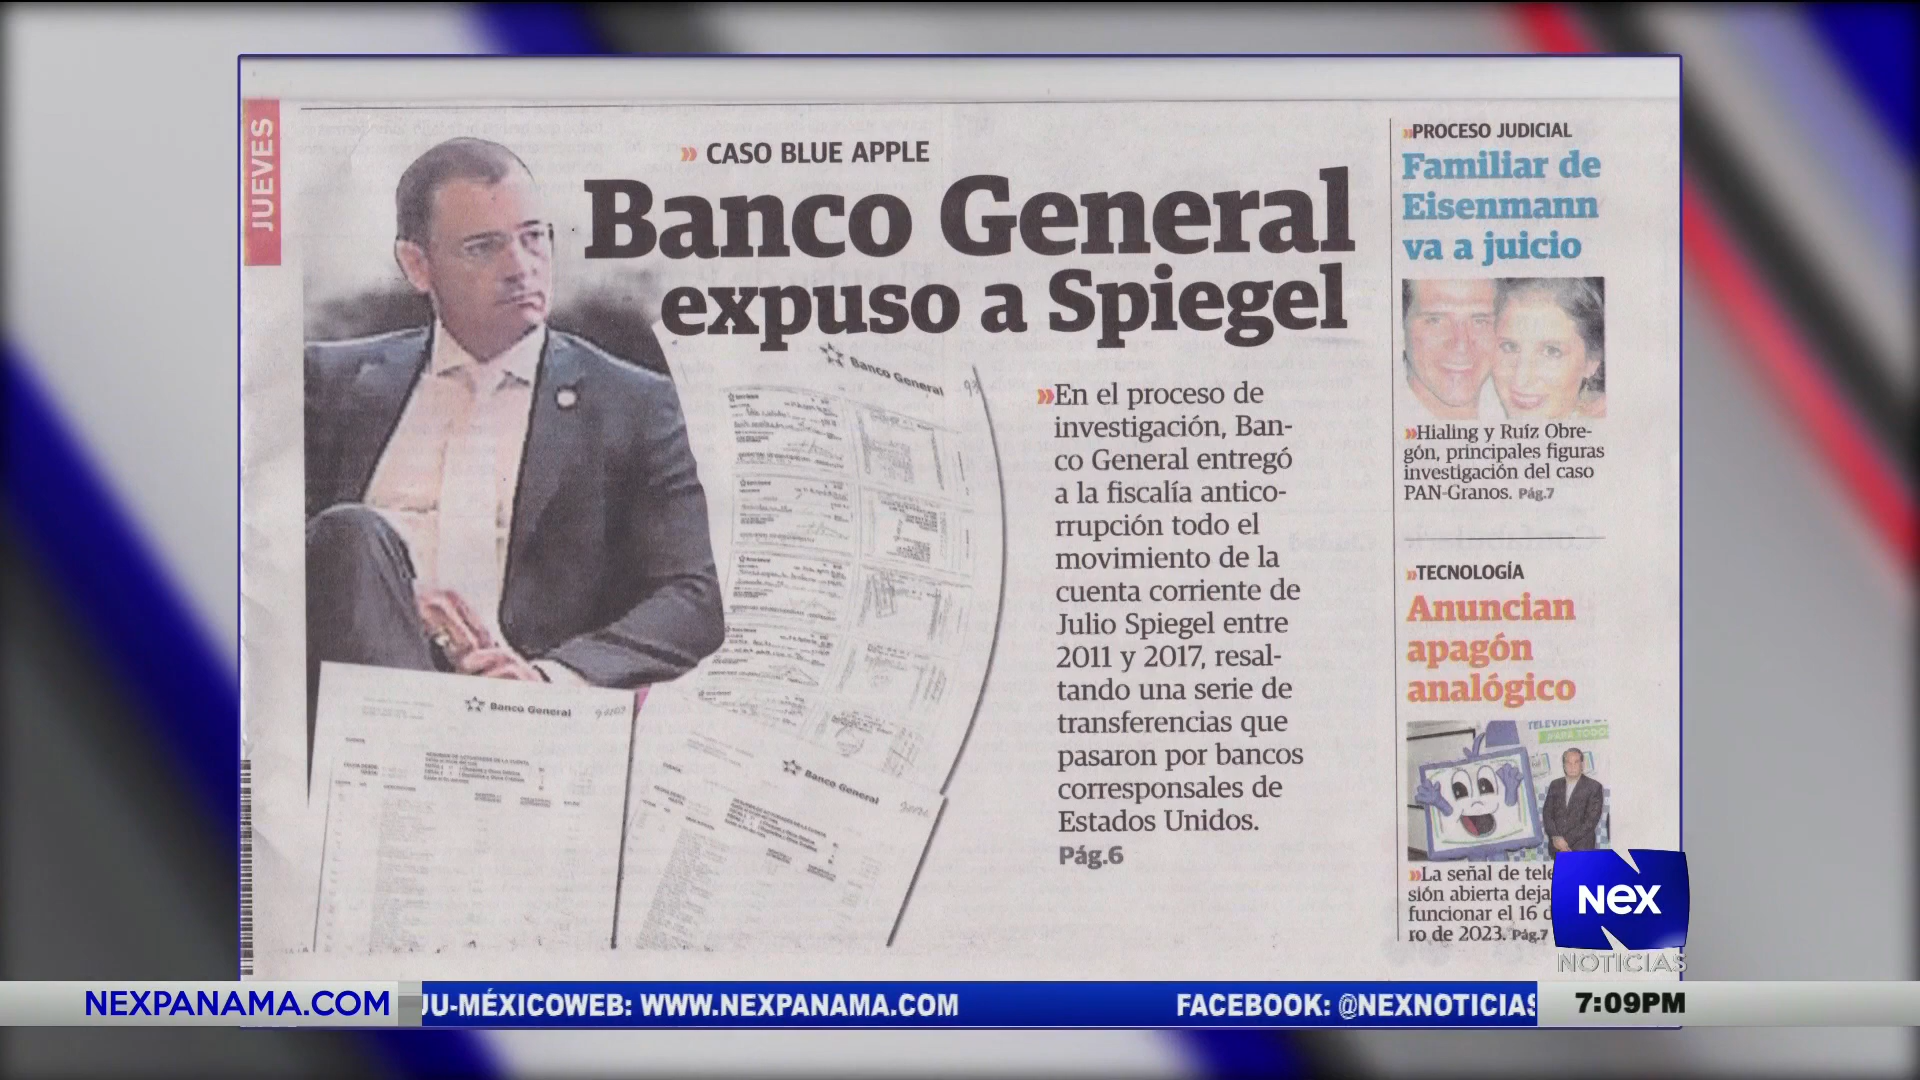 JUEVES
» CASO BLUE APPLE
Banco General
expuso a Spiegel
Banco General
»En el proceso de
investigación, Ban-
co General entregó
a la fiscalía antico-
rrupción todo el
movimiento de la
cuenta corriente de
Julio Spiegel entre
2011 y 2017, resal-
tando una serie de
transferencias que
pasaron por bancos
corresponsales de
Estados Unidos.
Pág.6
Banco General
Banco General
»PROCESO JUDICIAL
Familiar de
Eisenmann
va a juicio
»Hialing y Ruíz Obre-
gón, principales figuras
investigación del caso
PAN-Granos. Pág.7
»TECNOLOGÍA
Anuncian
apagón
analógico
TELEVISIÓN
PARA TODO
»La señal de tele
sión abierta deja
funcionar el 16 d
ro de 2023. Pág.7
Nex
NOTICIAS
NEXPANAMA.COM
JU-MÉXICOWEB: WWW.NEXPANAMA.COM
FACEBOOK: @NEXNOTICIAS
7:09PM